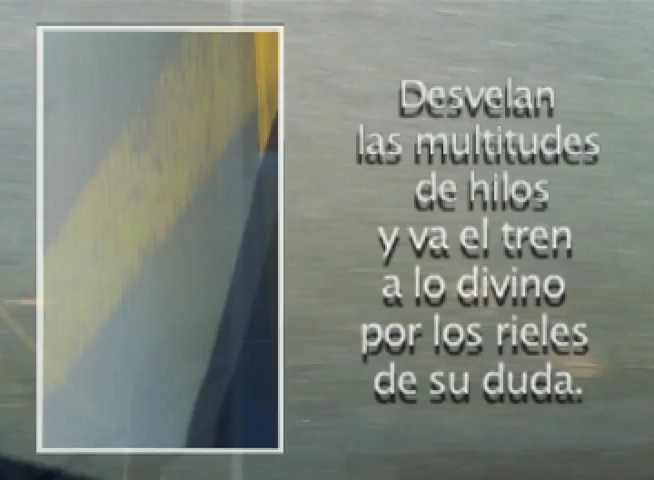 Desvelan
las multitudes
de hilos
y va el tren
a lo divino
por los rieles
de su duda.